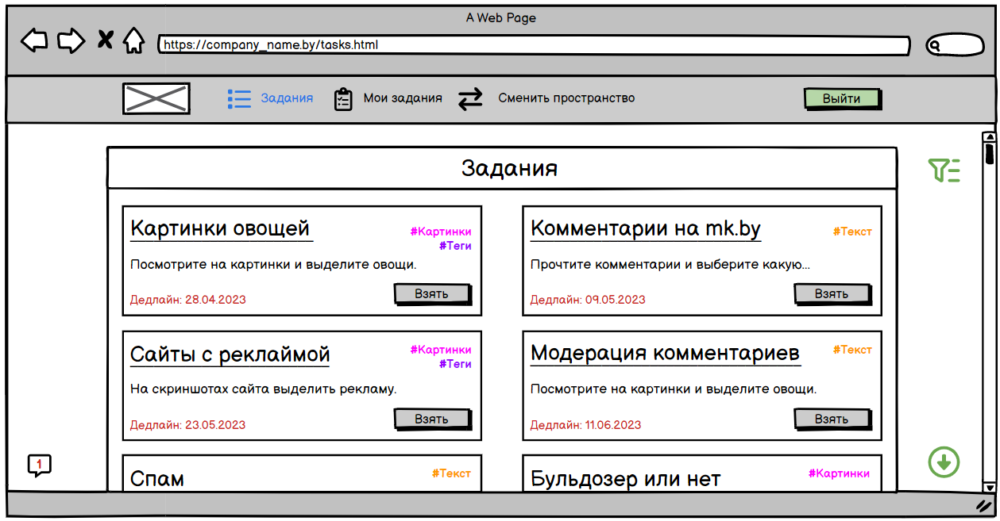 A Web Page
https://company_name.by/tasks.html
Задания
Мои задания
Сменить пространство
Выйти
Задания
Картинки овощей
#Картинки
#Теги
Посмотрите на картинки и выделите овощи.
Дедлайн: 28.04.2023
Взять
Комментарии на mk.by
#Текст
Прочтите комментарии и выберите какую...
Дедлайн: 09.05.2023
Взять
Сайты с реклаймой
#Картинки
#Теги
На скриншотах сайта выделить рекламу.
Дедлайн: 23.05.2023
Взять
Модерация комментариев
#Текст
Посмотрите на картинки и выделите овощи.
Дедлайн: 11.06.2023
Взять
1
Спам
#Текст
Бульдозер или нет
#Картинки